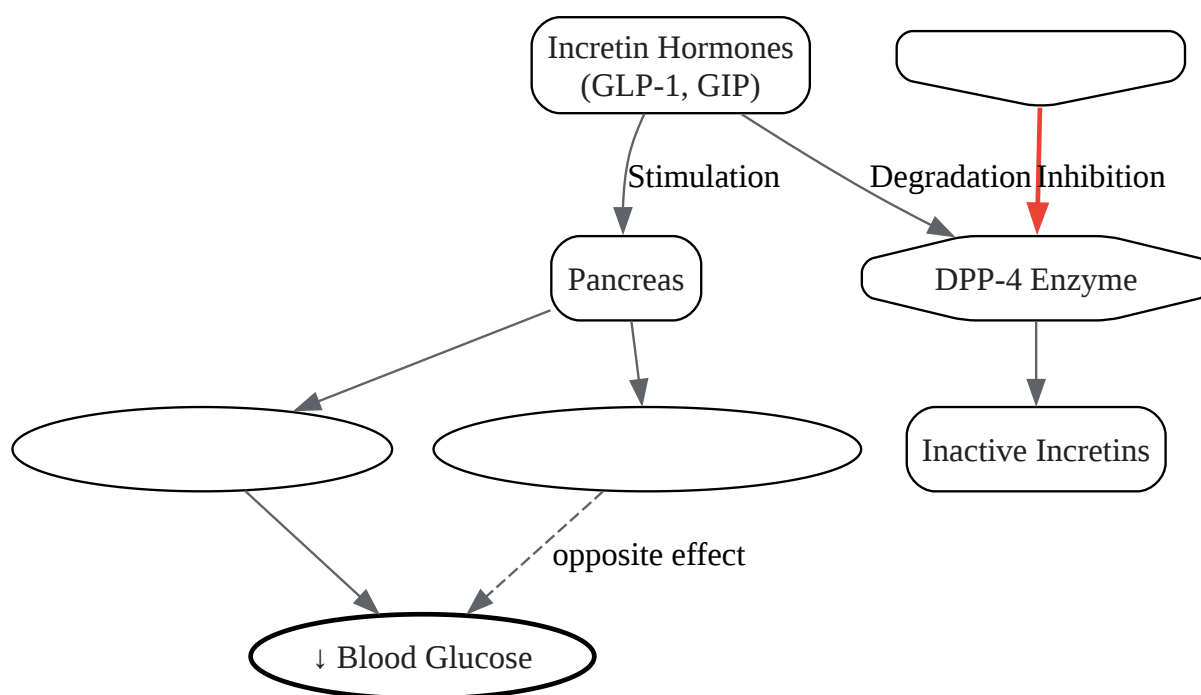 Incretin Hormones
(GLP-1, GIP)
Stimulation
Degradation
Inhibition
Pancreas
DPP-4 Enzyme
Inactive Incretins
opposite effect
↓ Blood Glucose